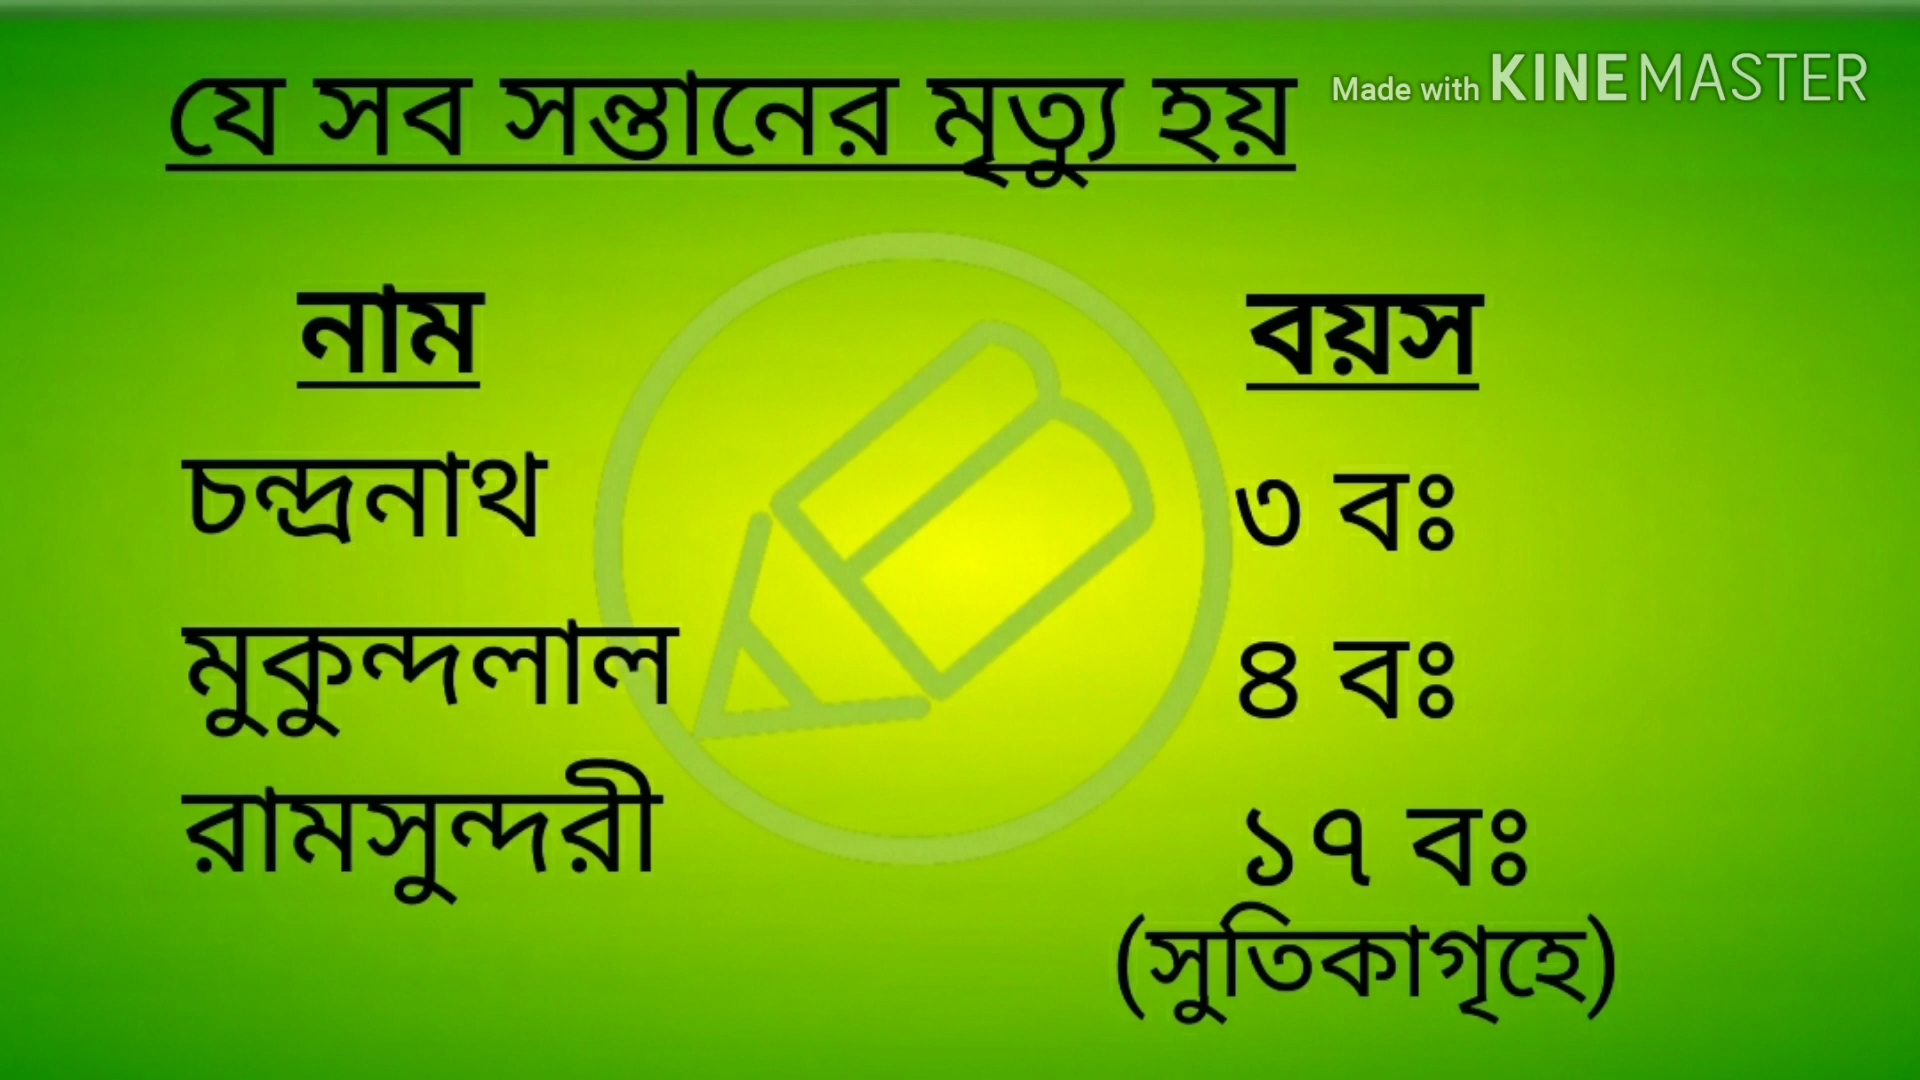 যে সব সন্তানের মৃত্যু হয়
Made with KINEMASTER
নাম বয়স
চন্দ্রনাথ ৩ বঃ
মুকুন্দলাল ৪ বঃ
রামসুন্দরী ১৭ বঃ
(সুতিকাগৃহে)